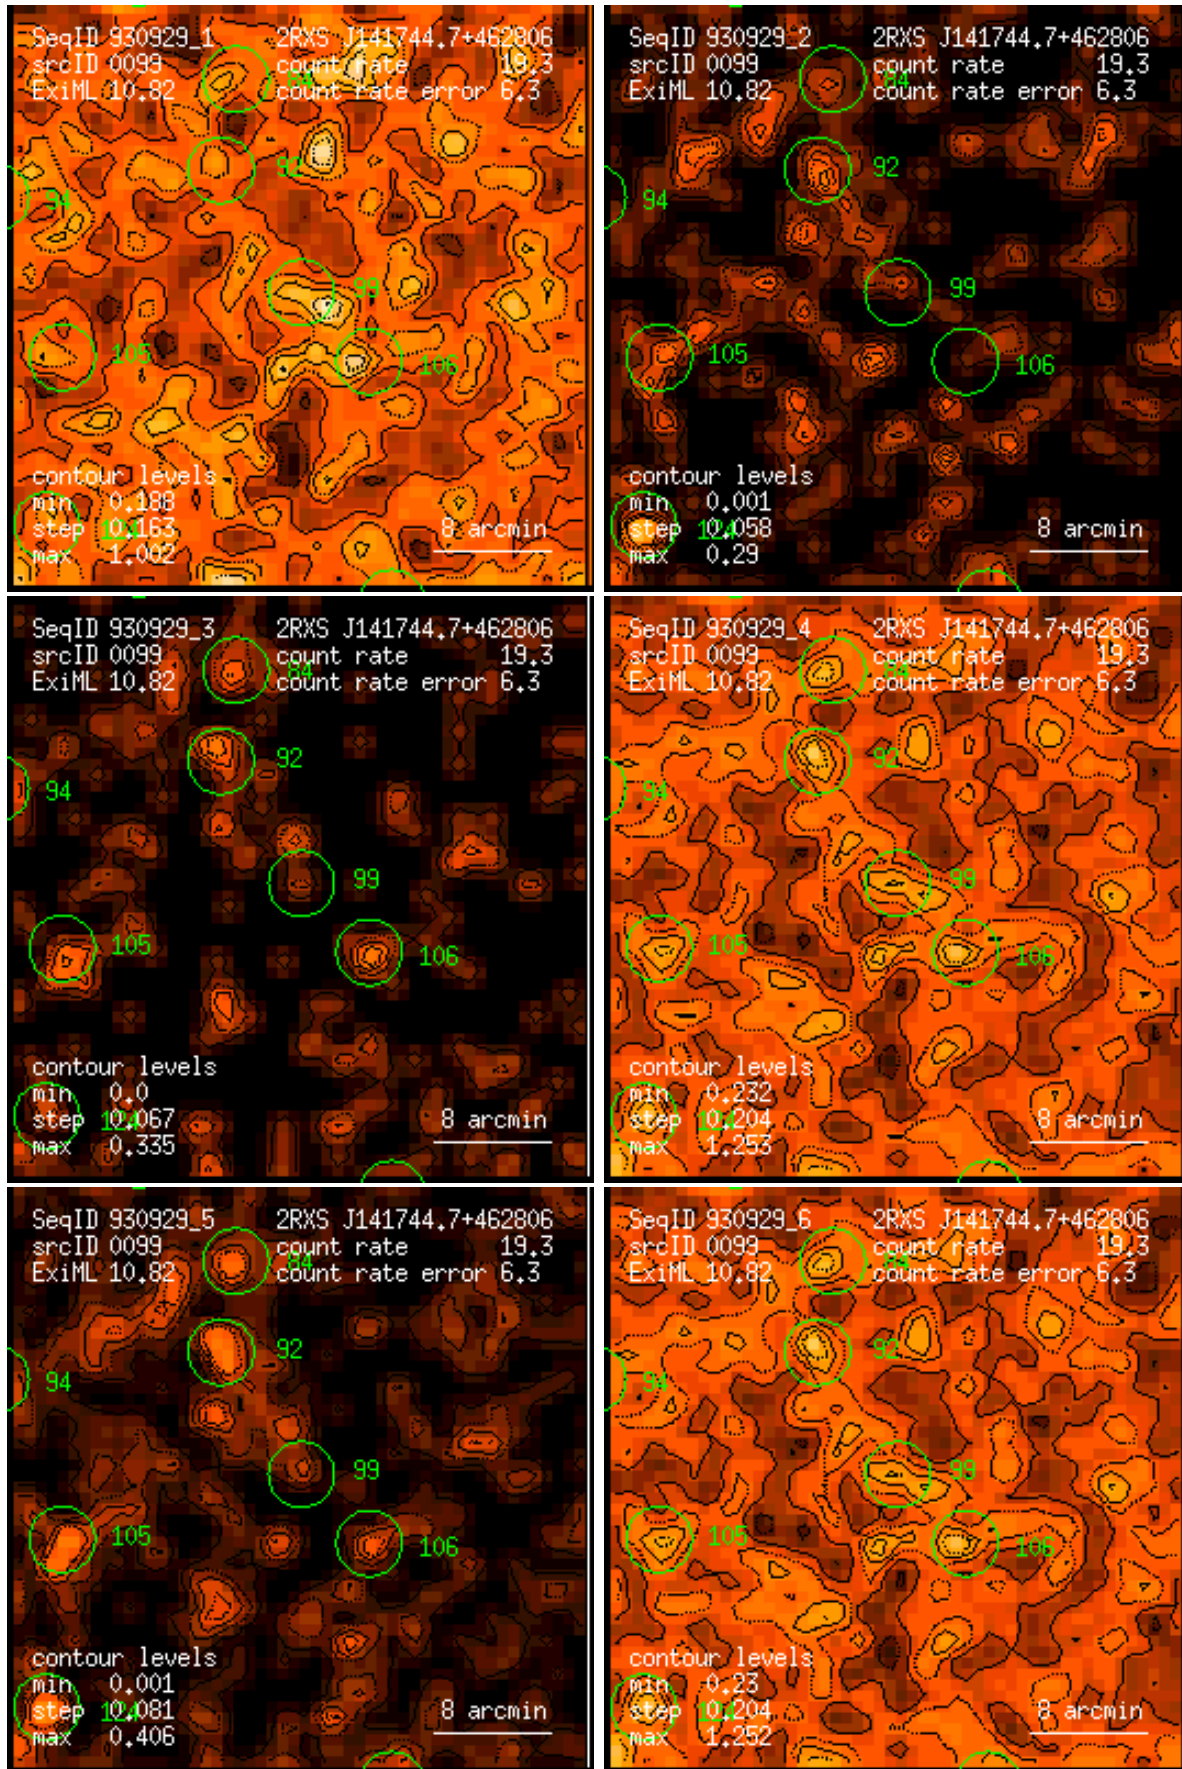 SeqID 930929_1 2RXS J141744.7+462806
srcID 0099 count rate 19.3
ExiML 10.82 count rate error 6.3
84
92
94
99
105
106
contour levels
min 0.188
step 0.163 124 8 arcmin
max 1.002
SeqID 930929_2 2RXS J141744.7+462806
srcID 0099 count rate 19.3
ExiML 10.82 count rate error 6.3
84
92
94
99
105
106
contour levels
min 0.001
step 0.058 124 8 arcmin
max 0.29
SeqID 930929_3 2RXS J141744.7+462806
srcID 0099 count rate 19.3
ExiML 10.82 count rate error 6.3
84
92
94
99
105
106
contour levels
min 0.0
step 0.067 124 8 arcmin
max 0.335
SeqID 930929_4 2RXS J141744.7+462806
srcID 0099 count rate 19.3
ExiML 10.82 count rate error 6.3
84
92
94
99
105
106
contour levels
min 0.232
step 0.204 124 8 arcmin
max 1.253
SeqID 930929_5 2RXS J141744.7+462806
srcID 0099 count rate 19.3
ExiML 10.82 count rate error 6.3
84
92
94
99
105
106
contour levels
min 0.001
step 0.081 124 8 arcmin
max 0.406
SeqID 930929_6 2RXS J141744.7+462806
srcID 0099 count rate 19.3
ExiML 10.82 count rate error 6.3
84
92
94
99
105
106
contour levels
min 0.23
step 0.204 124 8 arcmin
max 1.252